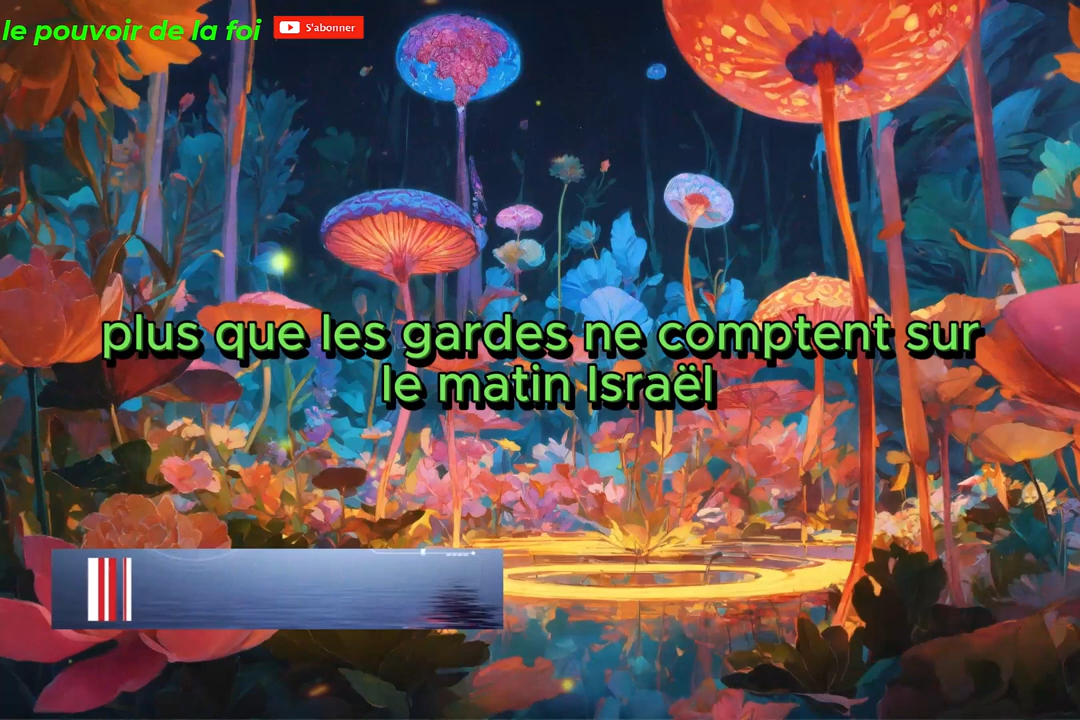 le pouvoir de la foi
S'abonner
plus que les gardes ne comptent sur
le matin Israël